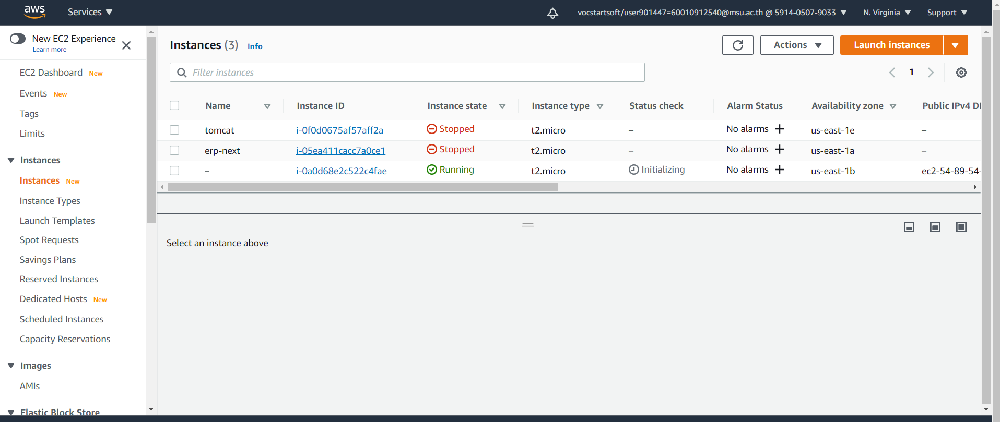 aws
Services
vocstartsoft/user901447=60010912540@msu.ac.th @ 5914-0507-9033
N. Virginia
Support
New EC2 Experience
Learn more
EC2 Dashboard New
Events New
Tags
Limits
Instances
Instances New
Instance Types
Launch Templates
Spot Requests
Savings Plans
Reserved Instances
Dedicated Hosts New
Scheduled Instances
Capacity Reservations
Images
AMIs
Elastic Block Store
Instances (3) Info
Actions
Launch instances
Filter instances
1
Name Instance ID Instance state Instance type Status check Alarm Status Availability zone Public IPv4 D
tomcat i-0f0d0675af57aff2a Stopped t2.micro – No alarms + us-east-1e –
erp-next i-05ea411cacc7a0ce1 Stopped t2.micro – No alarms + us-east-1a –
– i-0a0d68e2c522c4fae Running t2.micro Initializing No alarms + us-east-1b ec2-54-89-54-
Select an instance above